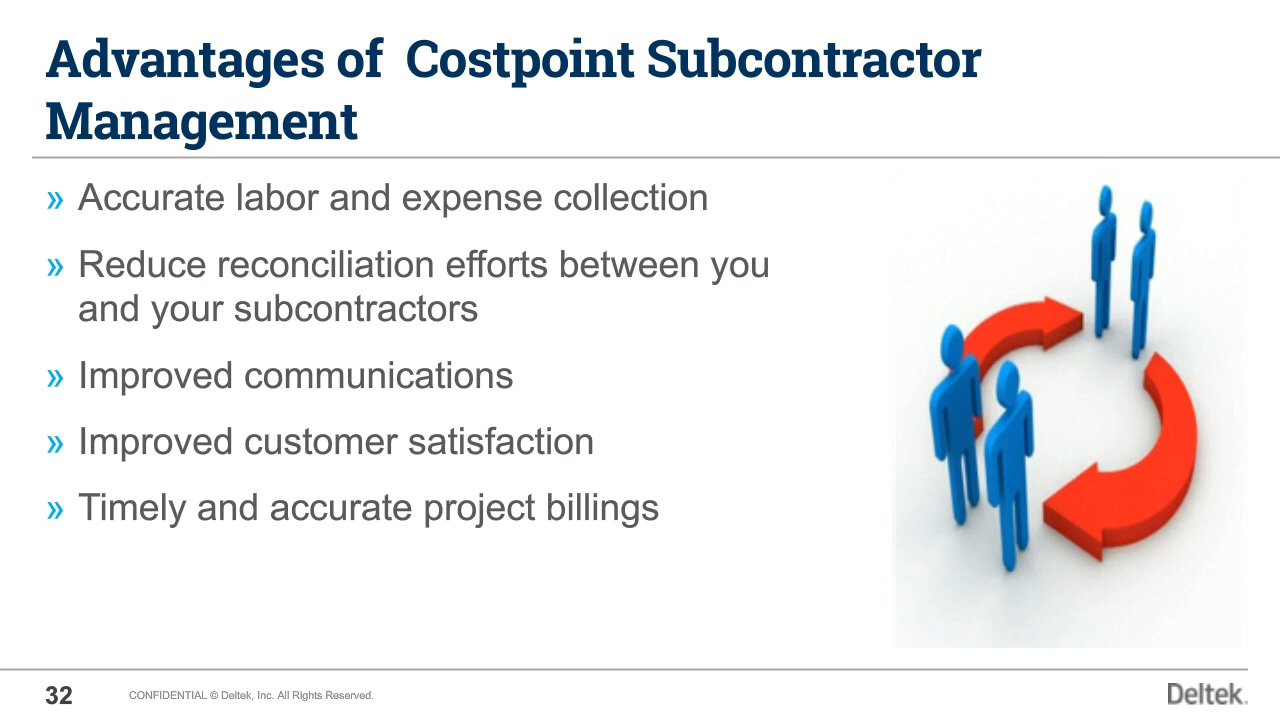 Advantages of Costpoint Subcontractor
Management
» Accurate labor and expense collection
» Reduce reconciliation efforts between you
and your subcontractors
» Improved communications
» Improved customer satisfaction
» Timely and accurate project billings
32
CONFIDENTIAL © Deltek, Inc. All Rights Reserved.
Deltek.